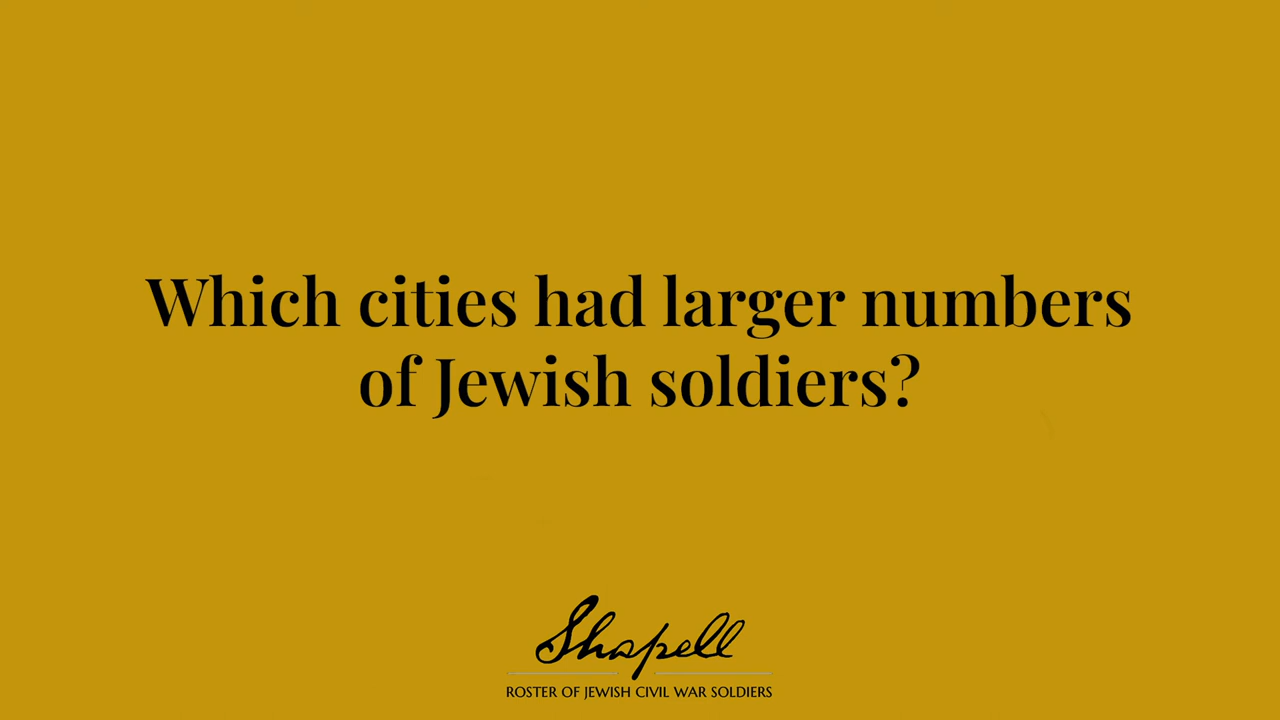 Which cities had larger numbers
of Jewish soldiers?
Shapell
ROSTER OF JEWISH CIVIL WAR SOLDIERS